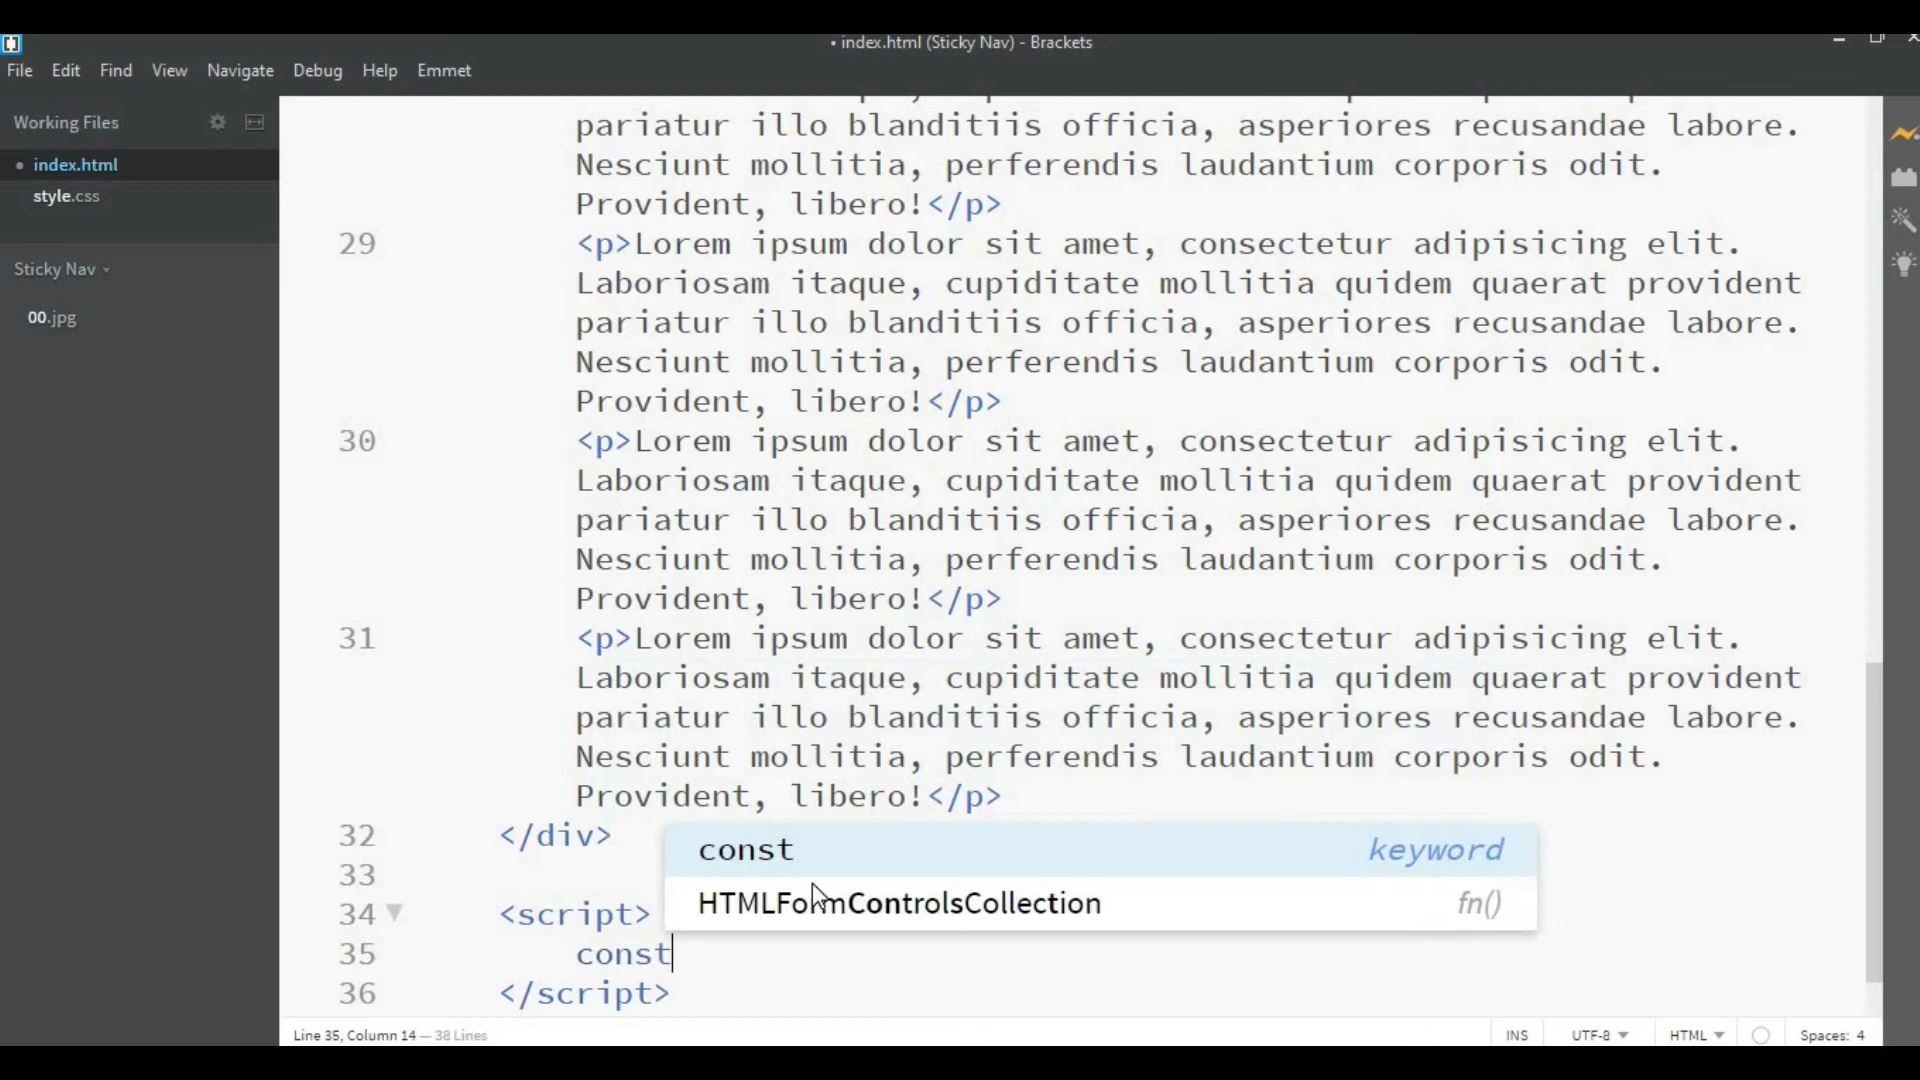 • index.html (Sticky Nav) - Brackets
File Edit Find View Navigate Debug Help Emmet
Working Files
• index.html
style.css
Sticky Nav
00.jpg
pariatur illo blanditiis officia, asperiores recusandae labore.
Nesciunt mollitia, perferendis laudantium corporis odit.
Provident, libero!</p>
29 <p>Lorem ipsum dolor sit amet, consectetur adipisicing elit.
Laboriosam itaque, cupiditate mollitia quidem quaerat provident
pariatur illo blanditiis officia, asperiores recusandae labore.
Nesciunt mollitia, perferendis laudantium corporis odit.
Provident, libero!</p>
30 <p>Lorem ipsum dolor sit amet, consectetur adipisicing elit.
Laboriosam itaque, cupiditate mollitia quidem quaerat provident
pariatur illo blanditiis officia, asperiores recusandae labore.
Nesciunt mollitia, perferendis laudantium corporis odit.
Provident, libero!</p>
31 <p>Lorem ipsum dolor sit amet, consectetur adipisicing elit.
Laboriosam itaque, cupiditate mollitia quidem quaerat provident
pariatur illo blanditiis officia, asperiores recusandae labore.
Nesciunt mollitia, perferendis laudantium corporis odit.
Provident, libero!</p>
32 </div>
const keyword
33
HTMLFormControlsCollection fn()
34 <script>
35 const
36 </script>
Line 35, Column 14 — 38 Lines
INS UTF-8 HTML Spaces: 4